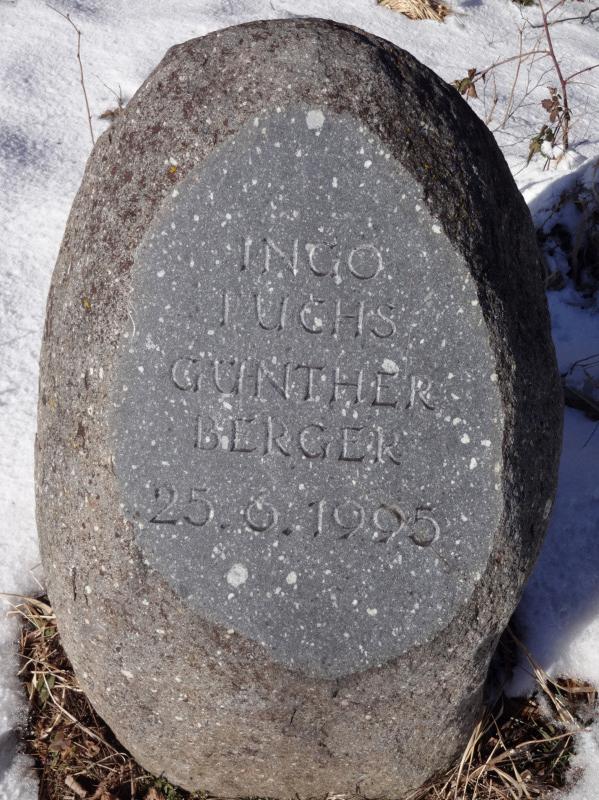 INGO
FUCHS
GÜNTHER
BERGER
25.6.1995